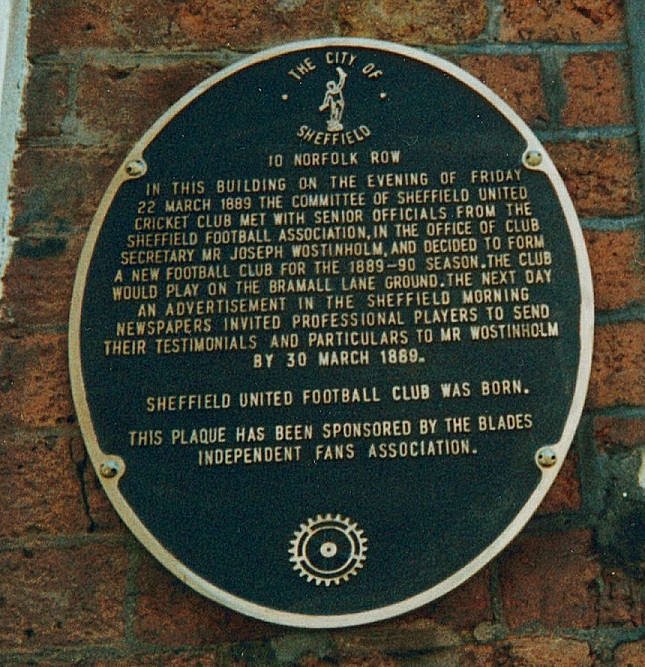 THE CITY OF
SHEFFIELD
10 NORFOLK ROW
IN THIS BUILDING ON THE EVENING OF FRIDAY
22 MARCH 1889 THE COMMITTEE OF SHEFFIELD UNITED
CRICKET CLUB MET WITH SENIOR OFFICIALS FROM THE
SHEFFIELD FOOTBALL ASSOCIATION, IN THE OFFICE OF CLUB
SECRETARY MR JOSEPH WOSTINHOLM, AND DECIDED TO FORM
A NEW FOOTBALL CLUB FOR THE 1889-90 SEASON. THE CLUB
WOULD PLAY ON THE BRAMALL LANE GROUND. THE NEXT DAY
AN ADVERTISEMENT IN THE SHEFFIELD MORNING
NEWSPAPERS INVITED PROFESSIONAL PLAYERS TO SEND
THEIR TESTIMONIALS AND PARTICULARS TO MR WOSTINHOLM
BY 30 MARCH 1889.
SHEFFIELD UNITED FOOTBALL CLUB WAS BORN.
THIS PLAQUE HAS BEEN SPONSORED BY THE BLADES
INDEPENDENT FANS ASSOCIATION.